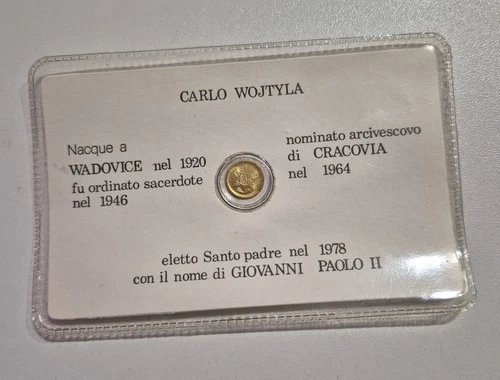 CARLO WOJTYLA
Nacque a
WADOVICE nel 1920
fu ordinato sacerdote
nel 1946
nominato arcivescovo
di CRACOVIA
nel 1964
eletto Santo padre nel 1978
con il nome di GIOVANNI PAOLO II